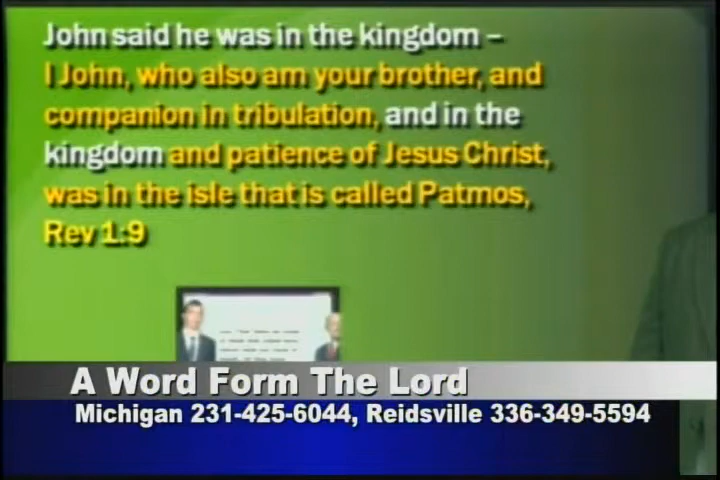 John said he was in the kingdom –
I John, who also am your brother, and
companion in tribulation, and in the
kingdom and patience of Jesus Christ,
was in the isle that is called Patmos,
Rev 1:9
A Word Form The Lord
Michigan 231-425-6044, Reidsville 336-349-5594